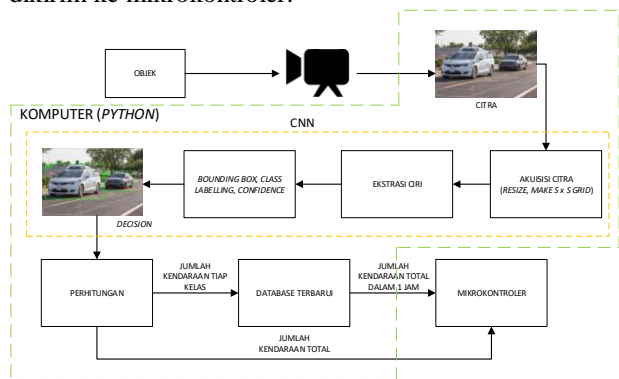 dikirim ke mikrokontroler.
OBJEK
CITRA
KOMPUTER (PYTHON)
CNN
BOUNDING BOX, CLASS
LABELLING, CONFIDENCE
EKSTRASI CIRI
AKUISISI CITRA
(RESIZE, MAKE S x S GRID)
DECISION
PERHITUNGAN
JUMLAH
KENDARAAN TIAP
KELAS
DATABASE TERBARUI
JUMLAH
KENDARAAN TOTAL
DALAM 1 JAM
MIKROKONTROLER
JUMLAH
KENDARAAN TOTAL